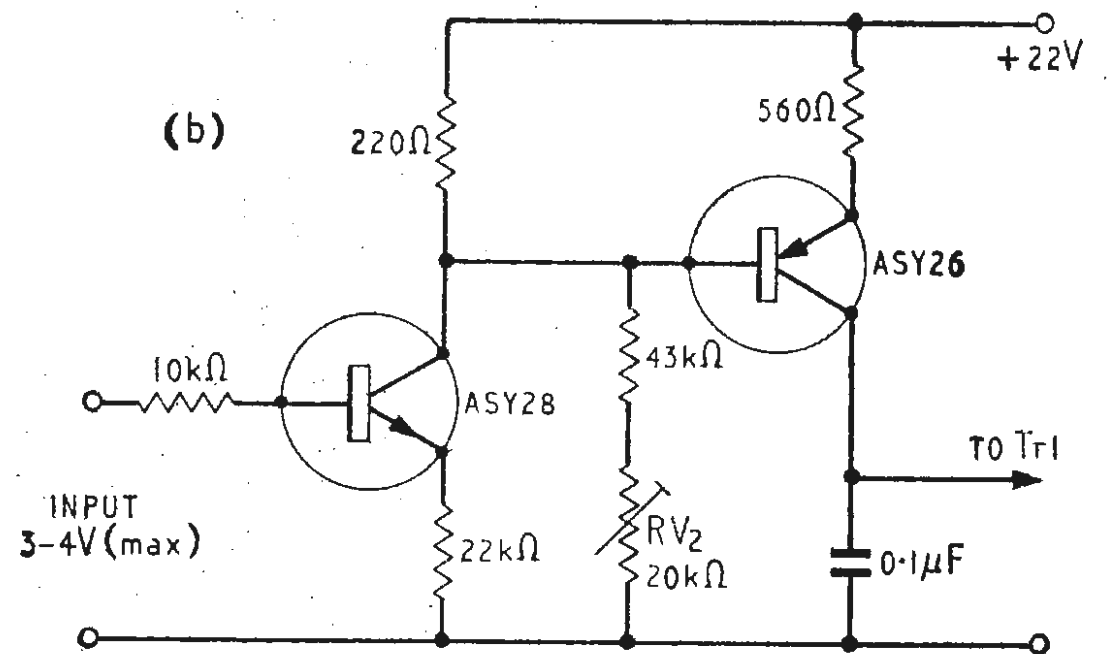 +22V
(b)
220Ω
560Ω
ASY26
10kΩ
43kΩ
ASY28
TO Tr1
INPUT
3-4V(max)
22kΩ
RV2
20kΩ
0·1μF